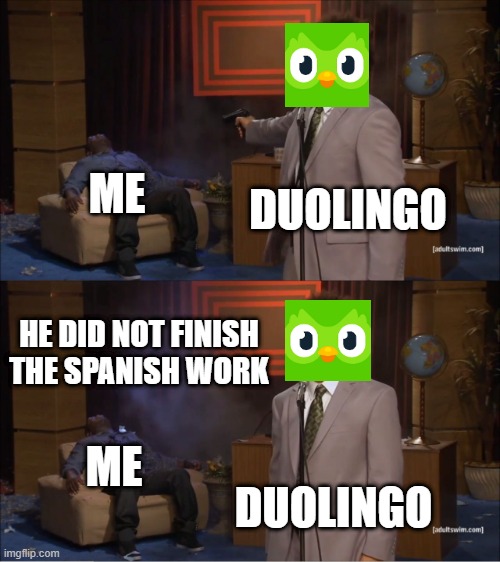 ME
DUOLINGO
[adultswim.com]
HE DID NOT FINISH
THE SPANISH WORK
ME
DUOLINGO
[adultswim.com]
imgflip.com